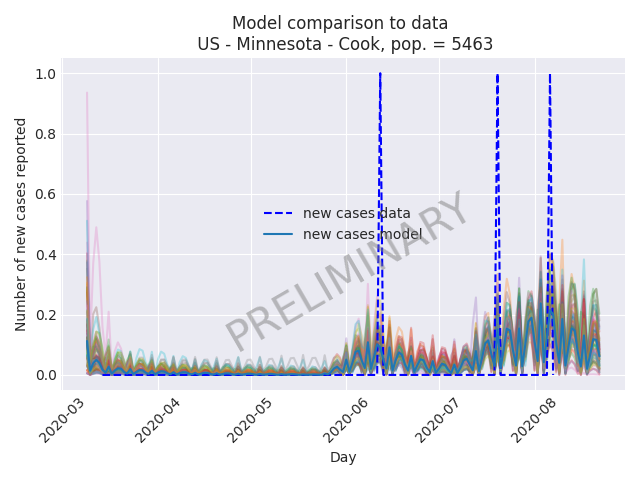 Model comparison to data
US - Minnesota - Cook, pop. = 5463
Number of new cases reported
1.0
0.8
0.6
0.4
0.2
0.0
new cases data
new cases model
PRELIMINARY
2020-03
2020-04
2020-05
2020-06
2020-07
2020-08
Day